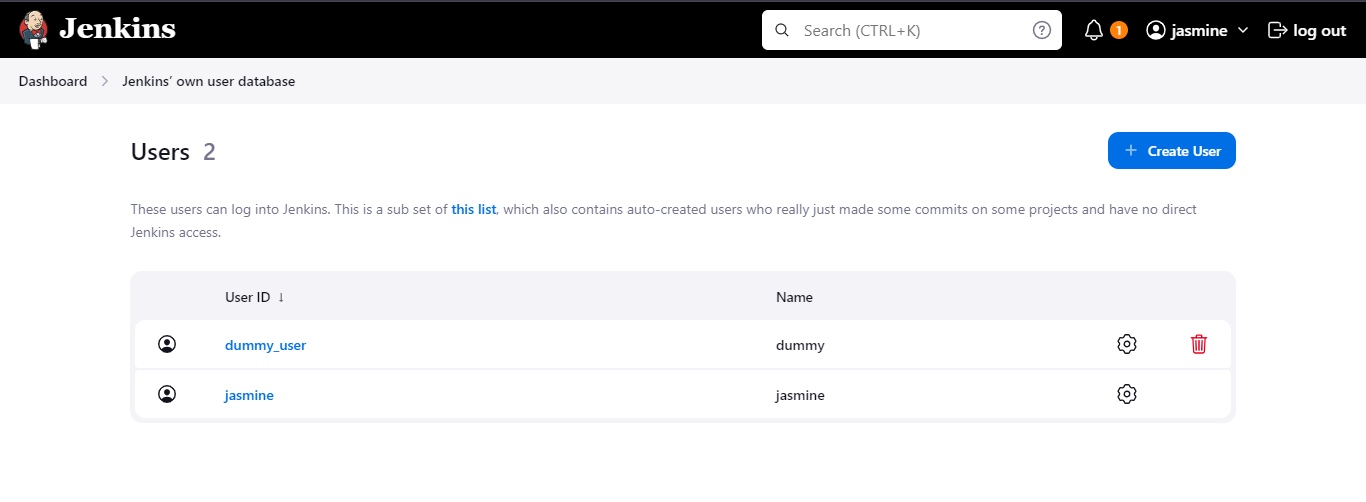 Jenkins
Search (CTRL+K)
1
jasmine
log out
Dashboard
Jenkins’ own user database
Users 2
+ Create User
These users can log into Jenkins. This is a sub set of this list, which also contains auto-created users who really just made some commits on some projects and have no direct
Jenkins access.
User ID ↓ Name
dummy_user dummy
jasmine jasmine